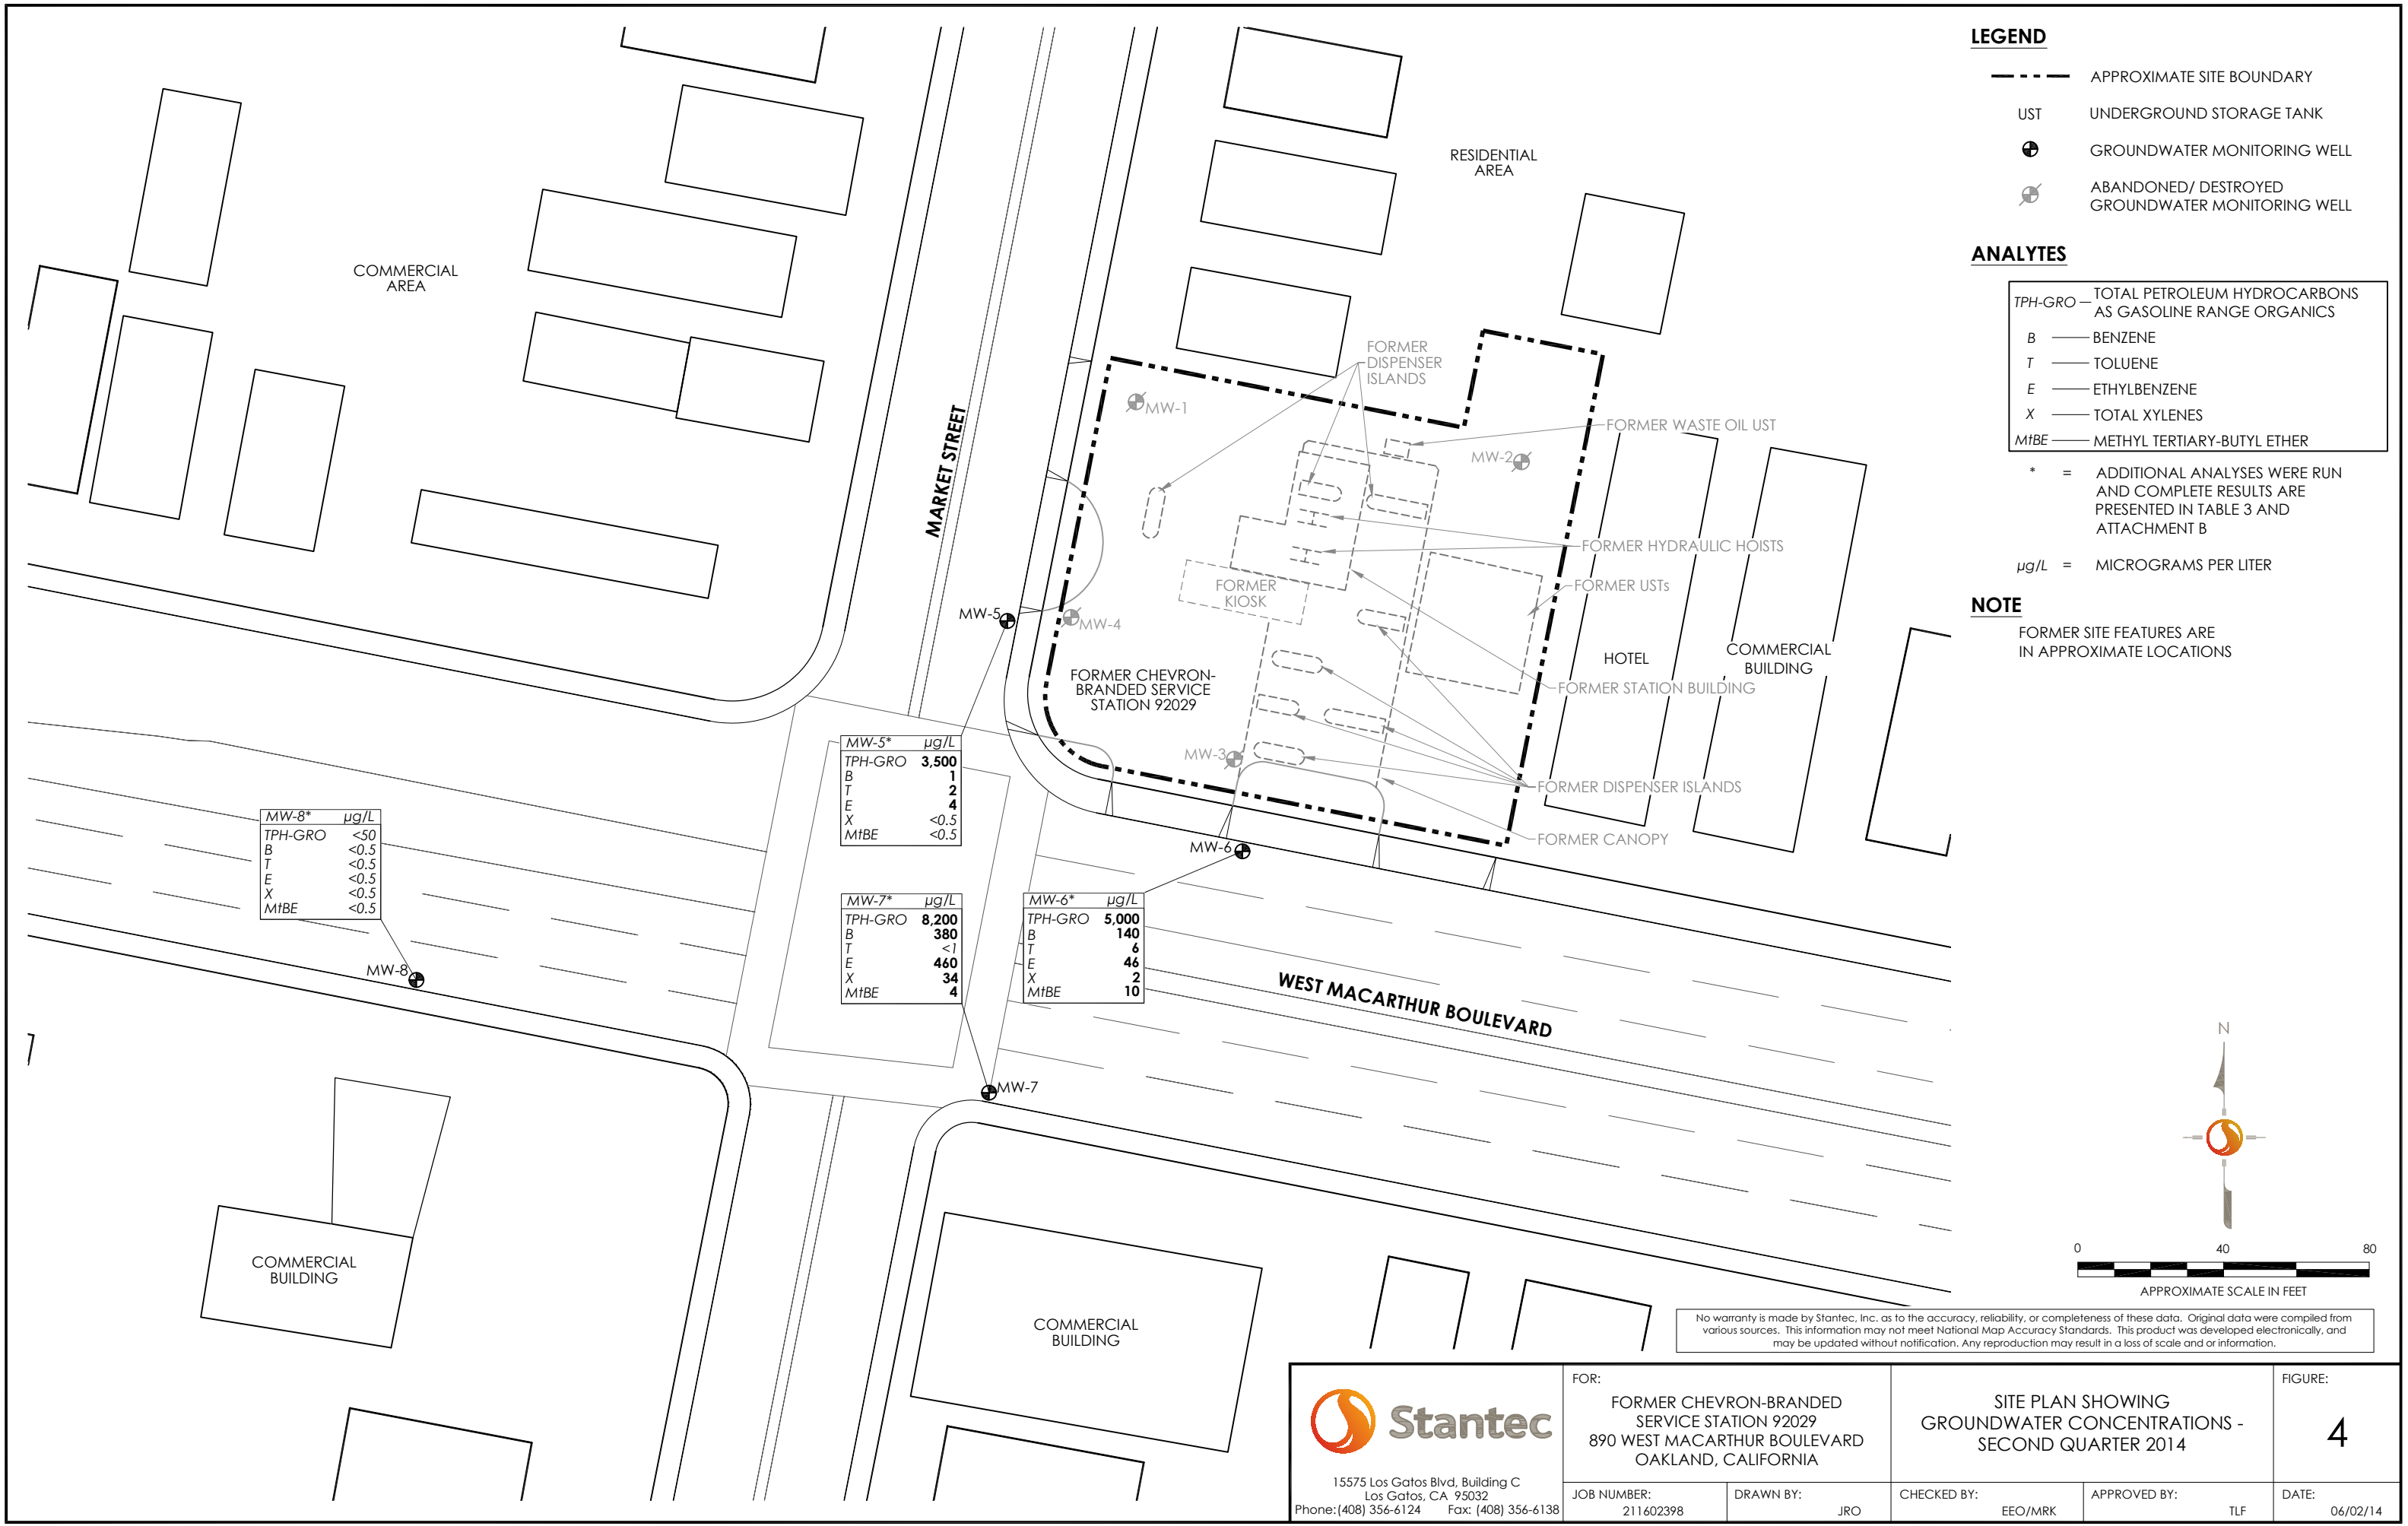 LEGEND
APPROXIMATE SITE BOUNDARY
UST UNDERGROUND STORAGE TANK
GROUNDWATER MONITORING WELL
ABANDONED/ DESTROYED
GROUNDWATER MONITORING WELL
ANALYTES
TPH-GRO TOTAL PETROLEUM HYDROCARBONS
AS GASOLINE RANGE ORGANICS
B BENZENE
T TOLUENE
E ETHYLBENZENE
X TOTAL XYLENES
MtBE METHYL TERTIARY-BUTYL ETHER
* = ADDITIONAL ANALYSES WERE RUN
AND COMPLETE RESULTS ARE
PRESENTED IN TABLE 3 AND
ATTACHMENT B
µg/L = MICROGRAMS PER LITER
NOTE
FORMER SITE FEATURES ARE
IN APPROXIMATE LOCATIONS
COMMERCIAL
AREA
RESIDENTIAL
AREA
MARKET STREET
FORMER
DISPENSER
ISLANDS
MW-1
FORMER WASTE OIL UST
MW-2
FORMER HYDRAULIC HOISTS
FORMER
KIOSK
FORMER USTs
MW-5
MW-4
HOTEL
COMMERCIAL
BUILDING
FORMER CHEVRON-
BRANDED SERVICE
STATION 92029
FORMER STATION BUILDING
MW-3
FORMER DISPENSER ISLANDS
FORMER CANOPY
MW-6
MW-5* µg/L
TPH-GRO 3,500
B 1
T 2
E 4
X <0.5
MtBE <0.5
MW-8* µg/L
TPH-GRO <50
B <0.5
T <0.5
E <0.5
X <0.5
MtBE <0.5
MW-7* µg/L
TPH-GRO 8,200
B 380
T <1
E 460
X 34
MtBE 4
MW-6* µg/L
TPH-GRO 5,000
B 140
T 6
E 46
X 2
MtBE 10
MW-8
WEST MACARTHUR BOULEVARD
MW-7
COMMERCIAL
BUILDING
COMMERCIAL
BUILDING
N
0 40 80
APPROXIMATE SCALE IN FEET
No warranty is made by Stantec, Inc. as to the accuracy, reliability, or completeness of these data. Original data were compiled from
various sources. This information may not meet National Map Accuracy Standards. This product was developed electronically, and
may be updated without notification. Any reproduction may result in a loss of scale and or information.
Stantec
15575 Los Gatos Blvd, Building C
Los Gatos, CA 95032
Phone: (408) 356-6124 Fax: (408) 356-6138
FOR:
FORMER CHEVRON-BRANDED
SERVICE STATION 92029
890 WEST MACARTHUR BOULEVARD
OAKLAND, CALIFORNIA
SITE PLAN SHOWING
GROUNDWATER CONCENTRATIONS -
SECOND QUARTER 2014
FIGURE:
4
JOB NUMBER:
211602398
DRAWN BY:
JRO
CHECKED BY:
EEO/MRK
APPROVED BY:
TLF
DATE:
06/02/14